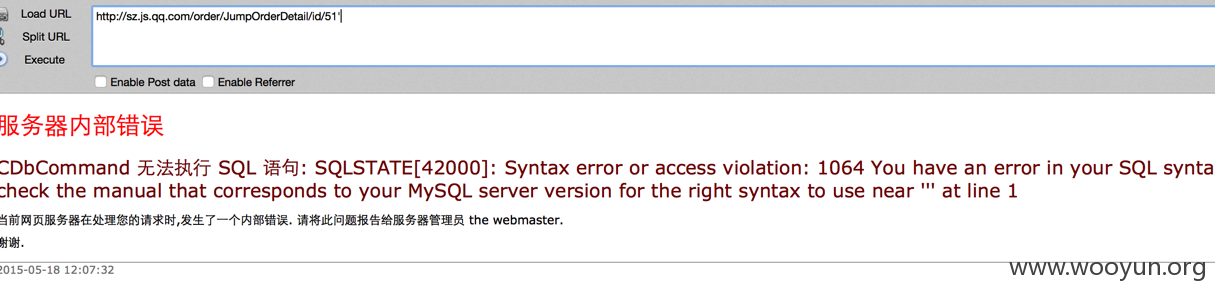 Load URL
http://sz.js.qq.com/order/JumpOrderDetail/id/51'
Split URL
Execute
Enable Post data Enable Referrer
服务器内部错误
CDbCommand 无法执行 SQL 语句: SQLSTATE[42000]: Syntax error or access violation: 1064 You have an error in your SQL synta
check the manual that corresponds to your MySQL server version for the right syntax to use near ''' at line 1
当前网页服务器在处理您的请求时,发生了一个内部错误. 请将此问题报告给服务器管理员 the webmaster.
谢谢.
2015-05-18 12:07:32
www.wooyun.org